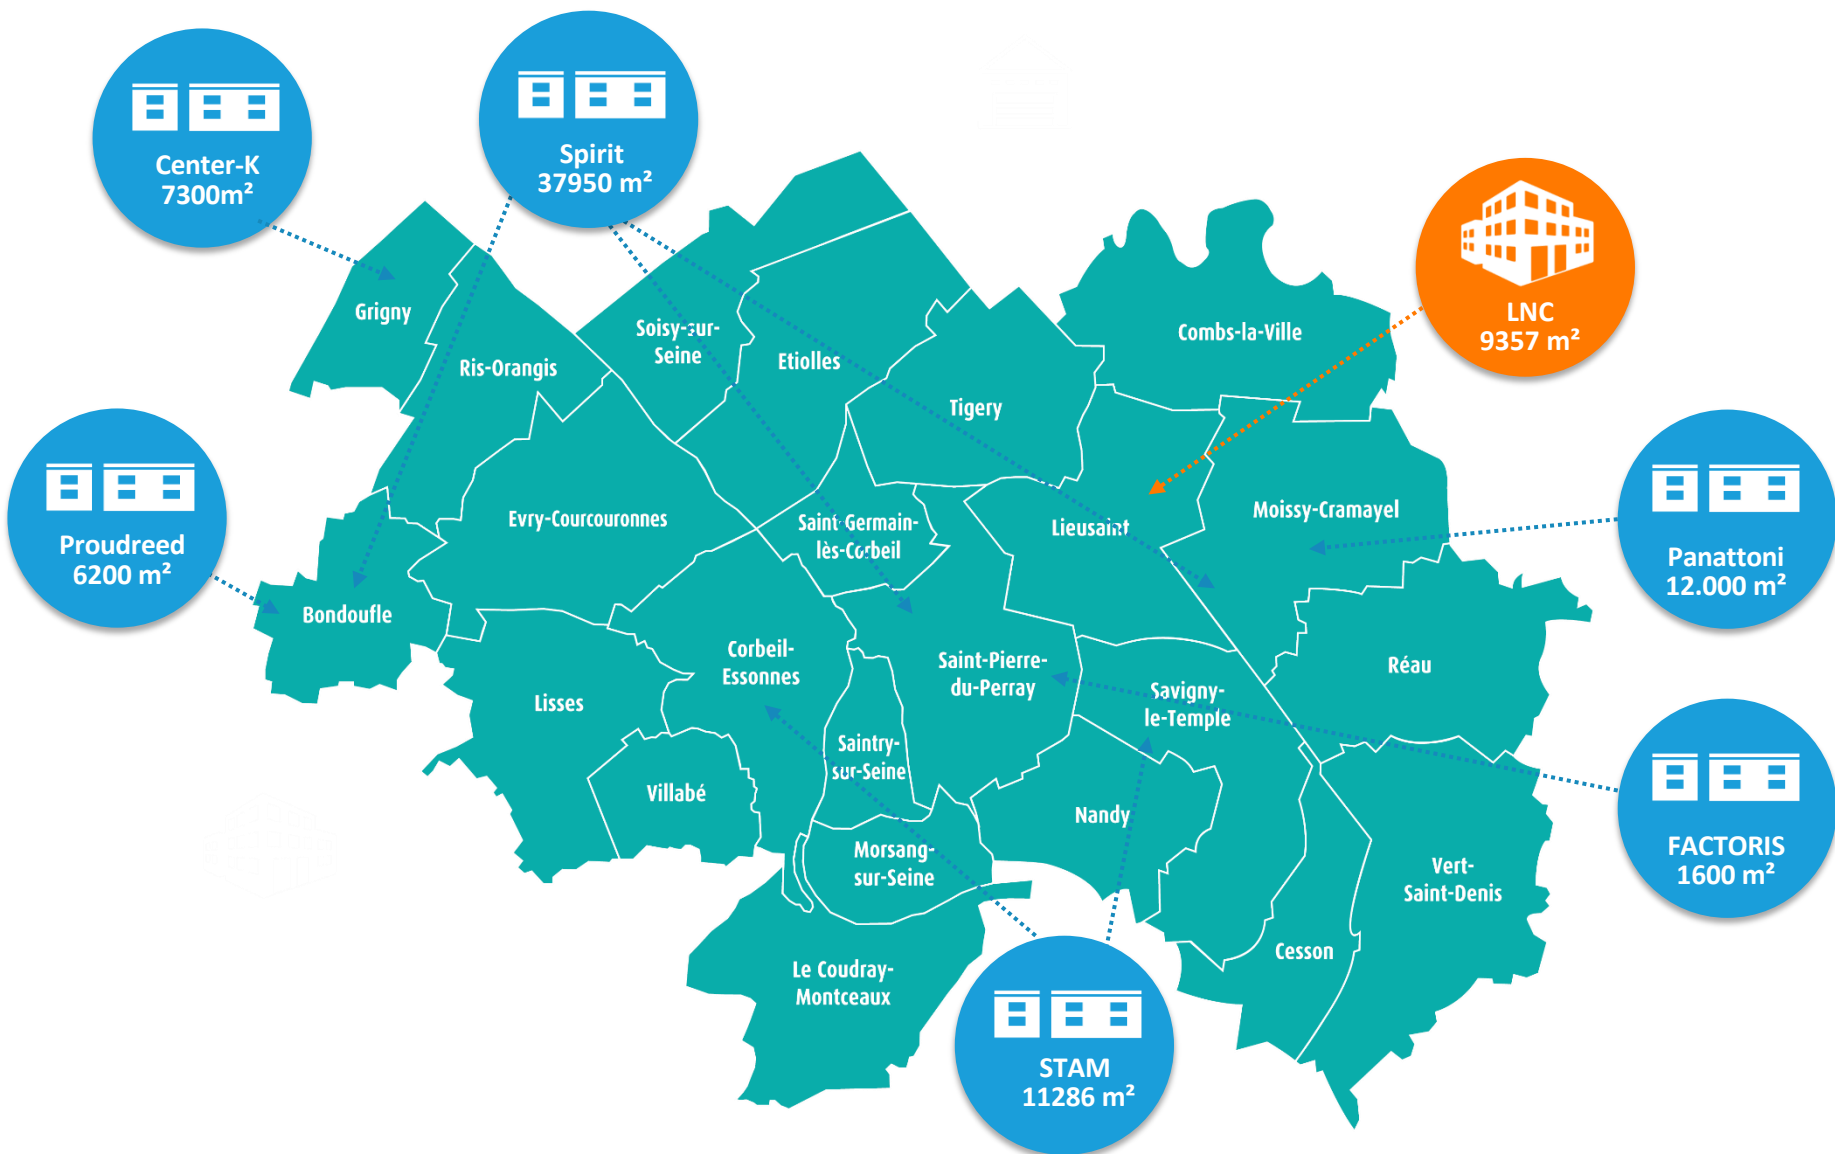 Center-K
7300m²
Spirit
37950 m²
LNC
9357 m²
Grigny
Ris-Orangis
Soisy-sur-
Seine
Etiolles
Tigery
Combs-la-Ville
Proudreed
6200 m²
Bondoufle
Evry-Courcouronnes
Saint-Germain-
lès-Corbeil
Lieusaint
Moissy-Cramayel
Panattoni
12.000 m²
Lisses
Corbeil-
Essonnes
Saint-Pierre-
du-Perray
Savigny-
le-Temple
Réau
Villabé
Saintry-
sur-Seine
Nandy
FACTORIS
1600 m²
Morsang-
sur-Seine
Vert-
Saint-Denis
Le Coudray-
Montceaux
Cesson
STAM
11286 m²